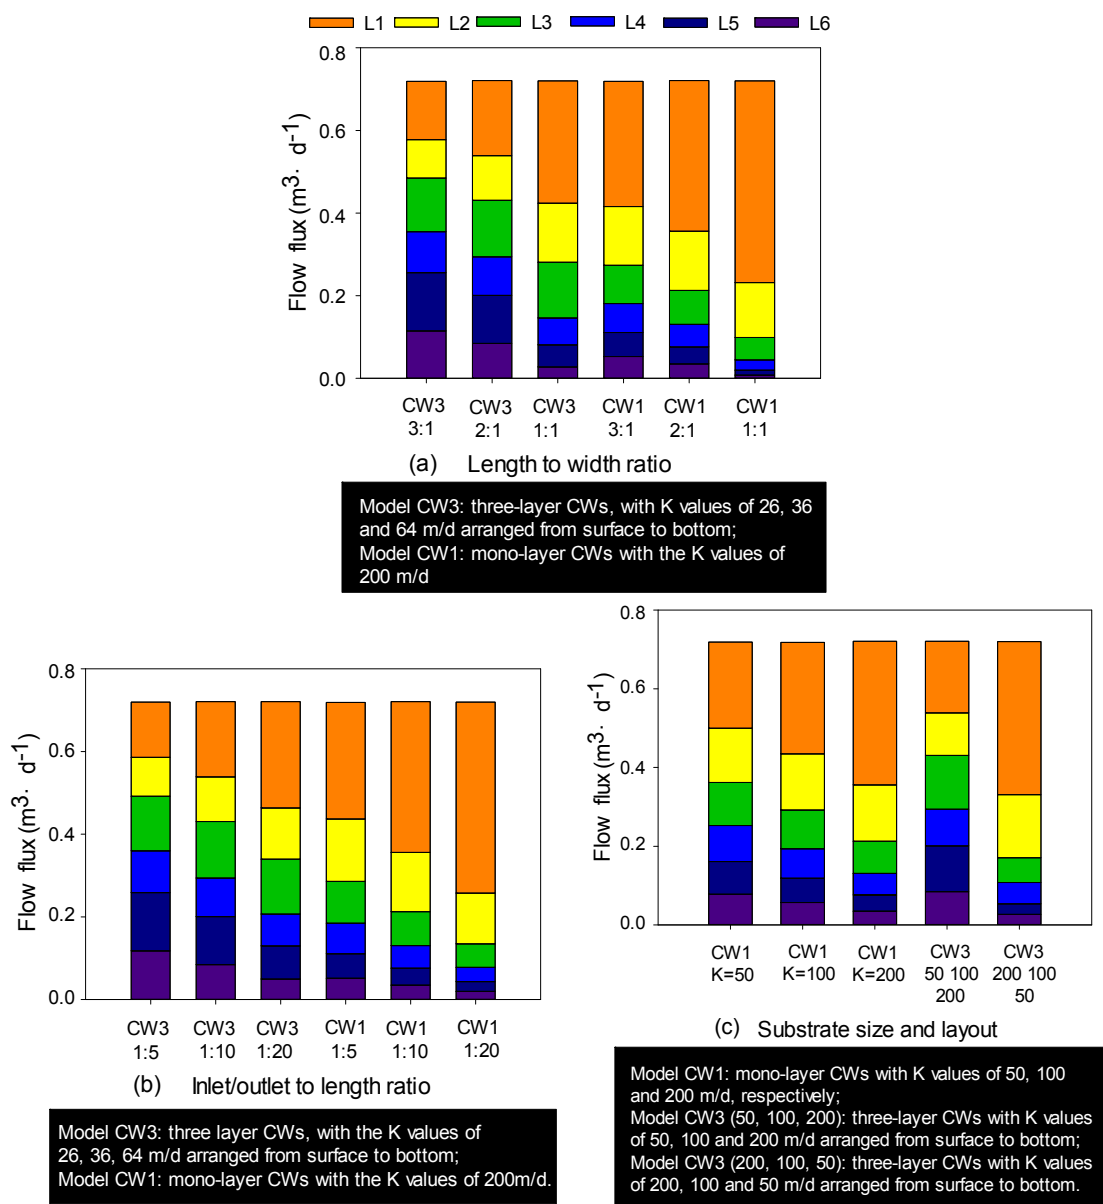 L1 L2 L3 L4 L5 L6
0.8
0.6
0.4
0.2
0.0
Flow flux (m3· d-1)
CW3 CW3 CW3 CW1 CW1 CW1
3:1 2:1 1:1 3:1 2:1 1:1
(a) Length to width ratio
Model CW3: three-layer CWs, with K values of 26, 36
and 64 m/d arranged from surface to bottom;
Model CW1: mono-layer CWs with the K values of
200 m/d
0.8
0.6
0.4
0.2
0.0
Flow flux (m3· d-1)
CW3 CW3 CW3 CW1 CW1 CW1
1:5 1:10 1:20 1:5 1:10 1:20
(b) Inlet/outlet to length ratio
Model CW3: three layer CWs, with the K values of
26, 36, 64 m/d arranged from surface to bottom;
Model CW1: mono-layer CWs with the K values of 200m/d.
0.8
0.6
0.4
0.2
0.0
Flow flux (m3· d-1)
CW1 CW1 CW1 CW3 CW3
K=50 K=100 K=200 50 100 200 100
200 50
(c) Substrate size and layout
Model CW1: mono-layer CWs with K values of 50, 100
and 200 m/d, respectively;
Model CW3 (50, 100, 200): three-layer CWs with K values
of 50, 100 and 200 m/d arranged from surface to bottom;
Model CW3 (200, 100, 50): three-layer CWs with K values
of 200, 100 and 50 m/d arranged from surface to bottom.